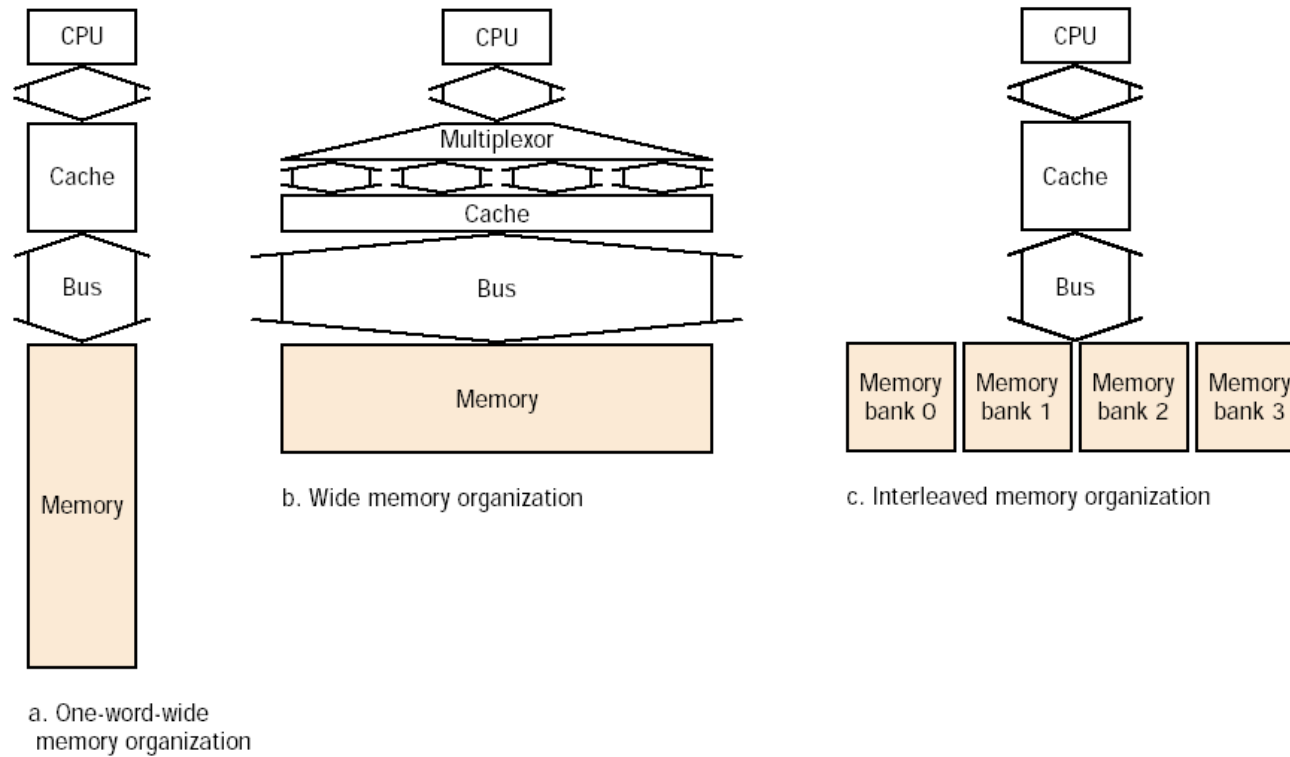 CPU
Cache
Bus
Memory
a. One-word-wide
memory organization
CPU
Multiplexor
Cache
Bus
Memory
b. Wide memory organization
CPU
Cache
Bus
Memory
bank 0
Memory
bank 1
Memory
bank 2
Memory
bank 3
c. Interleaved memory organization